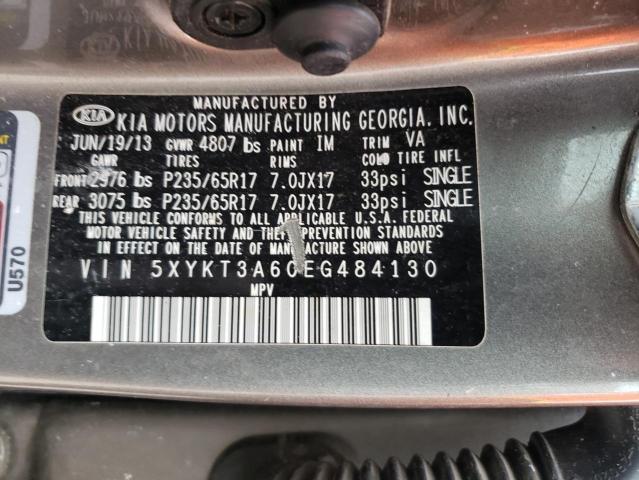 MANUFACTURED BY
KIA KIA MOTORS MANUFACTURING GEORGIA, INC.
JUN/19/13 GVWR 4807 lbs PAINT IM TRIM VA
GAWR TIRES RIMS COLD TIRE INFL
FRONT 2976 lbs P235/65R17 7.0JX17 33psi SINGLE
REAR 3075 lbs P235/65R17 7.0JX17 33psi SINGLE
THIS VEHICLE CONFORMS TO ALL APPLICABLE U.S.A. FEDERAL
MOTOR VEHICLE SAFETY AND THEFT PREVENTION STANDARDS
IN EFFECT ON THE DATE OF MANUFACTURE SHOWN ABOVE
VIN 5XYKT3A60EG484130
MPV
U570